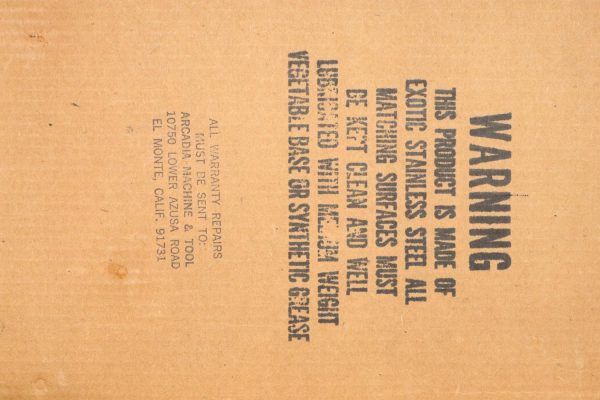 WARNING
THIS PRODUCT IS MADE OF
EXOTIC STAINLESS STEEL ALL
MATCHING SURFACES MUST
BE KEPT CLEAN AND WELL
LUBRICATED WITH MEDIUM WEIGHT
VEGETABLE BASE OR SYNTHETIC GREASE
ALL WARRANTY REPAIRS
MUST BE SENT TO:
ARCADIA MACHINE & TOOL
10750 LOWER AZUSA ROAD
EL MONTE, CALIF. 91731